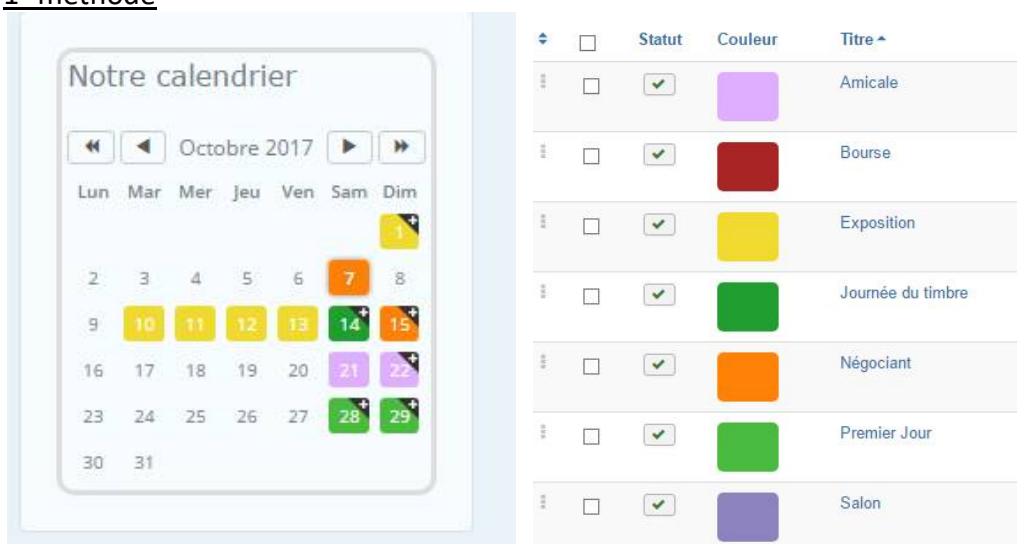 1° méthode
Notre calendrier
Octobre 2017
Lun Mar Mer Jeu Ven Sam Dim
1
2 3 4 5 6 7 8
9 10 11 12 13 14 15
16 17 18 19 20 21 22
23 24 25 26 27 28 29
30 31
Statut Couleur Titre
Amicale
Bourse
Exposition
Journée du timbre
Négociant
Premier Jour
Salon